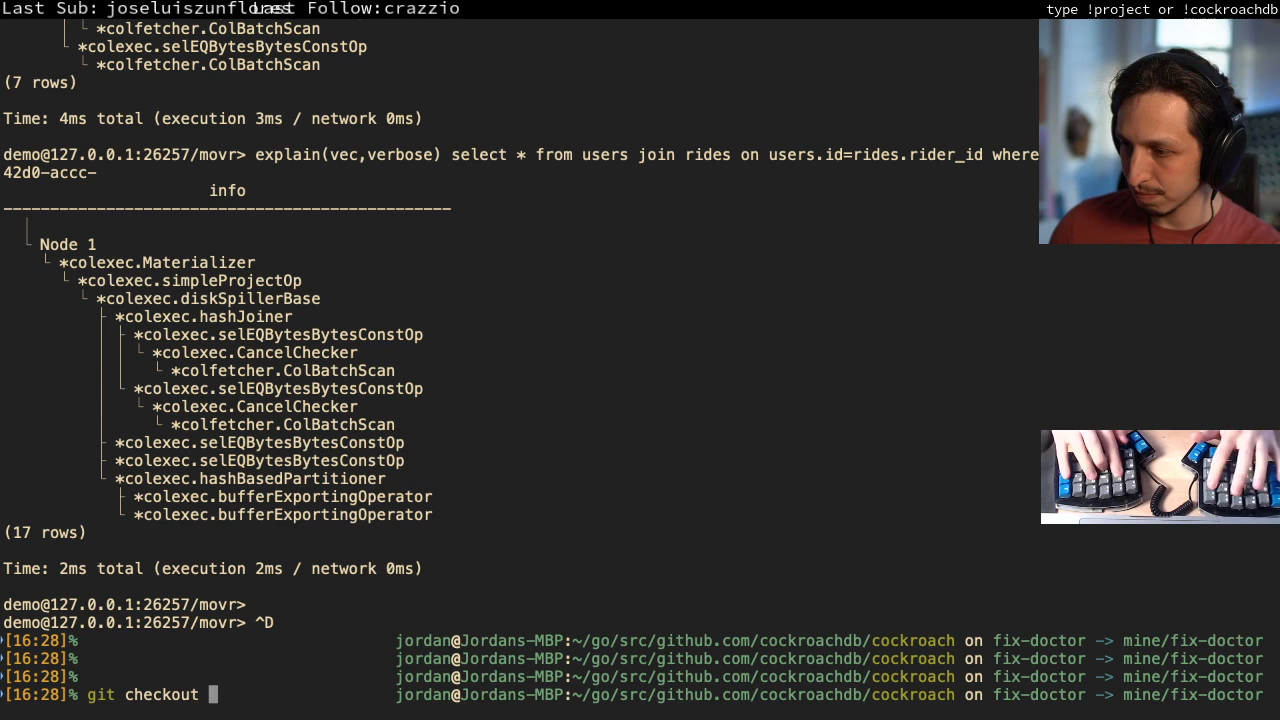 Last Sub: joseluiszunflores Last Follow:crazzio type !project or !cockroachdb
*colfetcher.ColBatchScan
*colexec.selEQBytesBytesConstOp
*colfetcher.ColBatchScan
(7 rows)
Time: 4ms total (execution 3ms / network 0ms)
demo@127.0.0.1:26257/movr> explain(vec,verbose) select * from users join rides on users.id=rides.rider_id where
42d0-accc-
info
Node 1
*colexec.Materializer
*colexec.simpleProjectOp
*colexec.diskSpillerBase
*colexec.hashJoiner
*colexec.selEQBytesBytesConstOp
*colexec.CancelChecker
*colfetcher.ColBatchScan
*colexec.selEQBytesBytesConstOp
*colexec.CancelChecker
*colfetcher.ColBatchScan
*colexec.selEQBytesBytesConstOp
*colexec.selEQBytesBytesConstOp
*colexec.hashBasedPartitioner
*colexec.bufferExportingOperator
*colexec.bufferExportingOperator
(17 rows)
Time: 2ms total (execution 2ms / network 0ms)
demo@127.0.0.1:26257/movr>
demo@127.0.0.1:26257/movr> ^D
[16:28]% jordan@Jordans-MBP:~/go/src/github.com/cockroachdb/cockroach on fix-doctor -> mine/fix-doctor
[16:28]% jordan@Jordans-MBP:~/go/src/github.com/cockroachdb/cockroach on fix-doctor -> mine/fix-doctor
[16:28]% jordan@Jordans-MBP:~/go/src/github.com/cockroachdb/cockroach on fix-doctor -> mine/fix-doctor
[16:28]% git checkout jordan@Jordans-MBP:~/go/src/github.com/cockroachdb/cockroach on fix-doctor -> mine/fix-doctor